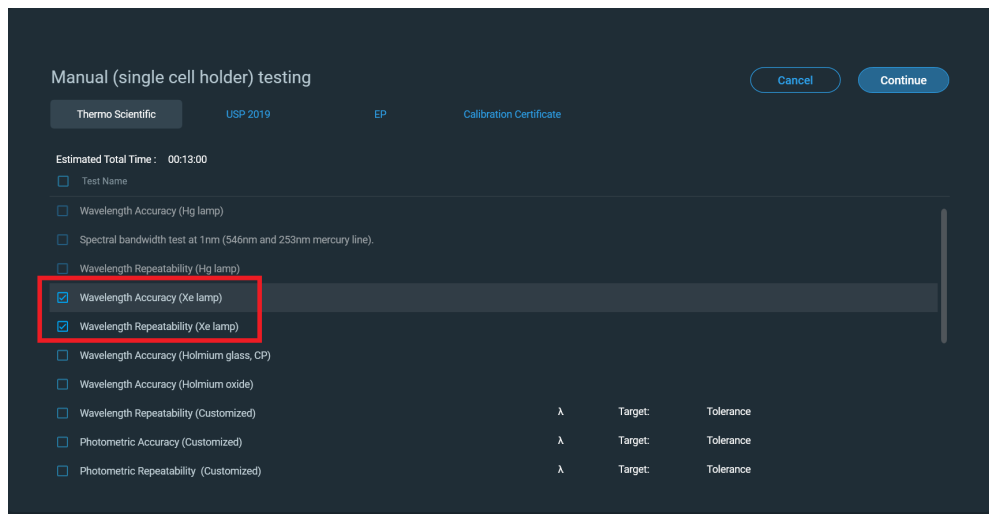 Manual (single cell holder) testing
Cancel
Continue
Thermo Scientific USP 2019 EP Calibration Certificate
Estimated Total Time : 00:13:00
Test Name
Wavelength Accuracy (Hg lamp)
Spectral bandwidth test at 1nm (546nm and 253nm mercury line).
Wavelength Repeatability (Hg lamp)
Wavelength Accuracy (Xe lamp)
Wavelength Repeatability (Xe lamp)
Wavelength Accuracy (Holmium glass, CP)
Wavelength Accuracy (Holmium oxide)
Wavelength Repeatability (Customized) λ Target: Tolerance
Photometric Accuracy (Customized) λ Target: Tolerance
Photometric Repeatability (Customized) λ Target: Tolerance